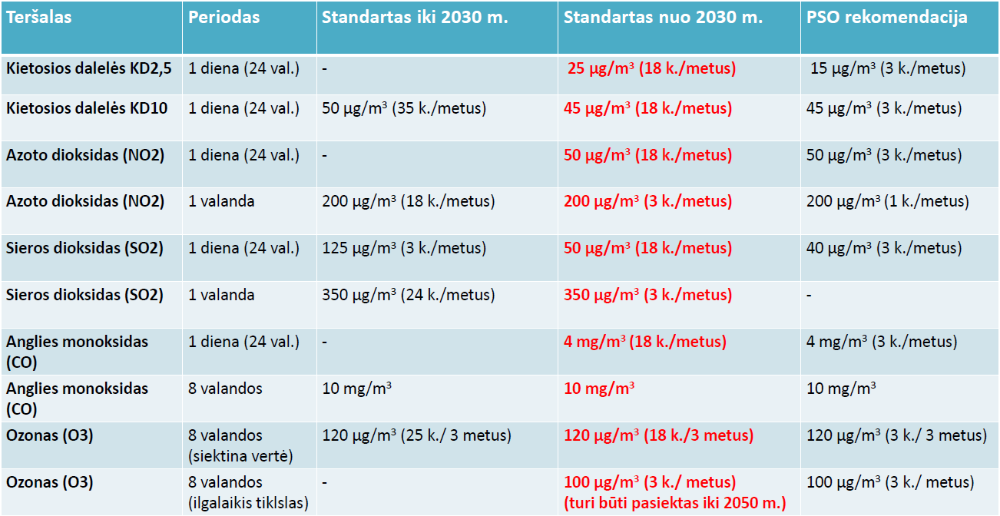 Teršalas Periodas Standartas iki 2030 m. Standartas nuo 2030 m. PSO rekomendacija
Kietosios dalelės KD2,5 1 diena (24 val.) - 25 µg/m³ (18 k./metus) 15 µg/m³ (3 k./metus)
Kietosios dalelės KD10 1 diena (24 val.) 50 µg/m³ (35 k./metus) 45 µg/m³ (18 k./metus) 45 µg/m³ (3 k./metus)
Azoto dioksidas (NO2) 1 diena (24 val.) - 50 µg/m³ (18 k./metus) 50 µg/m³ (3 k./metus)
Azoto dioksidas (NO2) 1 valanda 200 µg/m³ (18 k./metus) 200 µg/m³ (3 k./metus) 200 µg/m³ (1 k./metus)
Sieros dioksidas (SO2) 1 diena (24 val.) 125 µg/m³ (3 k./metus) 50 µg/m³ (18 k./metus) 40 µg/m³ (3 k./metus)
Sieros dioksidas (SO2) 1 valanda 350 µg/m³ (24 k./metus) 350 µg/m³ (3 k./metus) -
Anglies monoksidas 1 diena (24 val.) - 4 mg/m³ (18 k./metus) 4 mg/m³ (3 k./metus)
(CO)
Anglies monoksidas 8 valandos 10 mg/m³ 10 mg/m³ 10 mg/m³
(CO)
Ozonas (O3) 8 valandos 120 µg/m³ (25 k./ 3 metus) 120 µg/m³ (18 k./3 metus) 120 µg/m³ (3 k./ 3 metus)
(siektina vertė)
Ozonas (O3) 8 valandos - 100 µg/m³ (3 k./ metus) 100 µg/m³ (3 k./ metus)
(ilgalaikis tiklslas) (turi būti pasiektas iki 2050 m.)